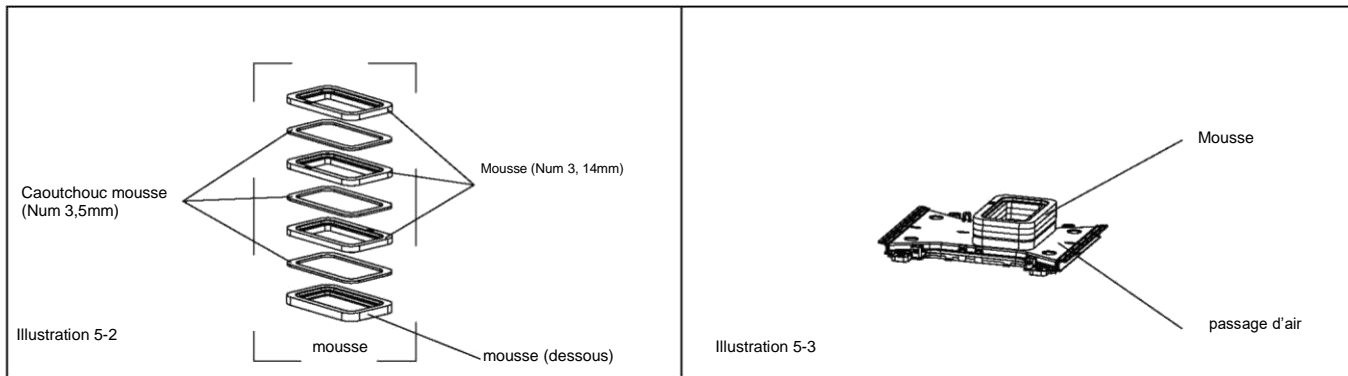 Caoutchouc mousse
(Num 3,5mm)
Mousse (Num 3, 14mm)
Illustration 5-2
mousse
mousse (dessous)
Mousse
passage d’air
Illustration 5-3